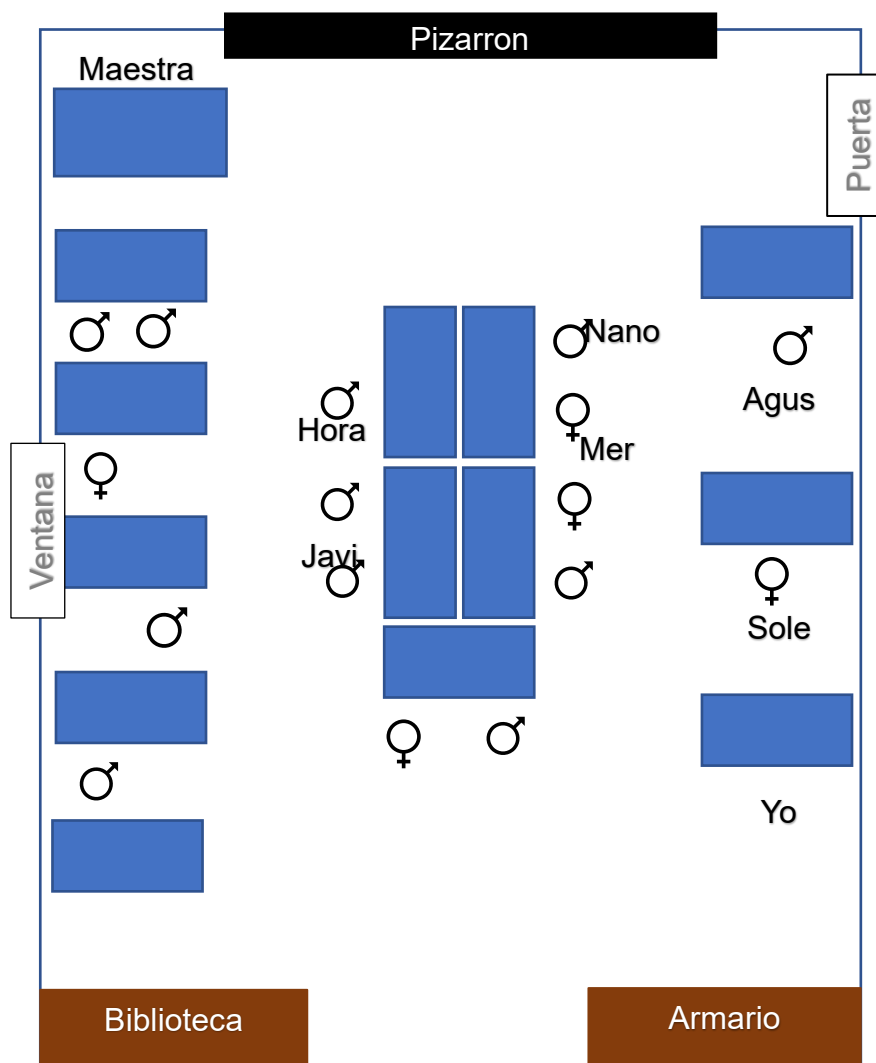 Pizarron
Maestra
Puerta
Nano
Agus
Hora
Mer
Ventana
Javi
Sole
Yo
Biblioteca
Armario